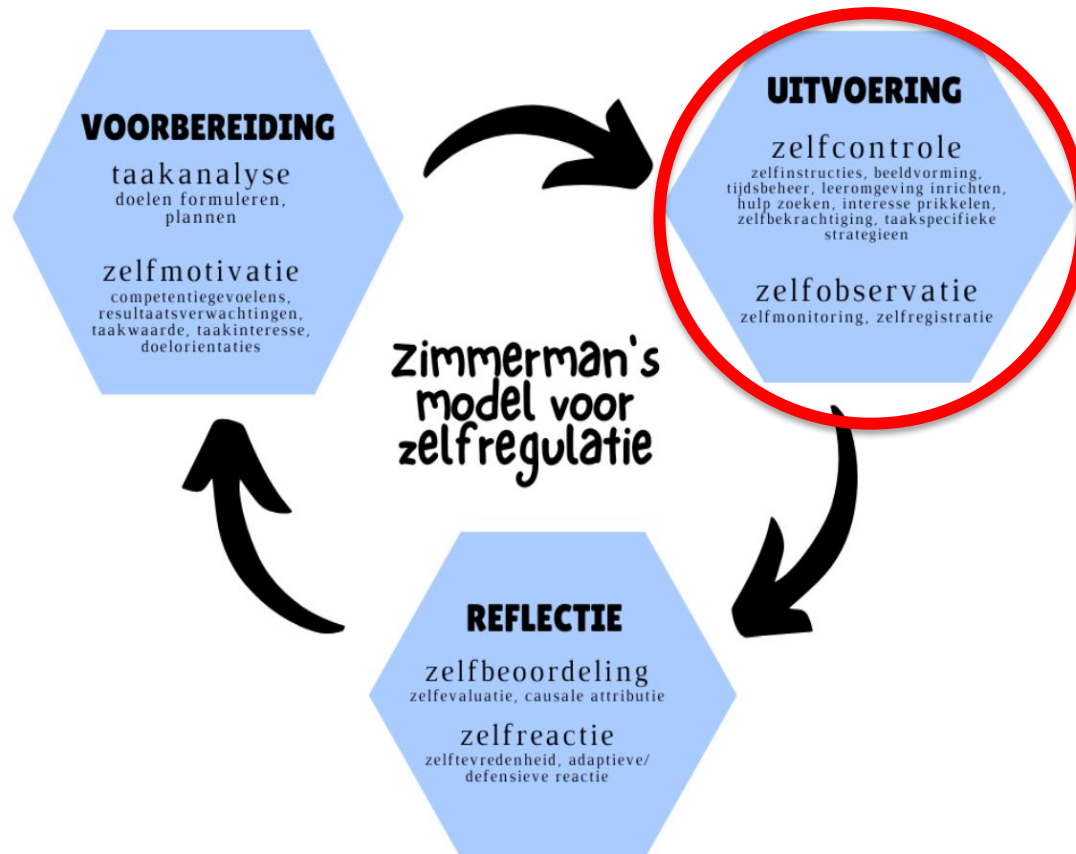 VOORBEREIDING
taakanalyse
doelen formuleren,
plannen
zelfmotivatie
competentiegevoelens,
resultaatsverwachtingen,
taakwaarde, taakinteresse,
doelorientaties
UITVOERING
zelfcontrole
zelfinstructies, beeldvorming,
tijdsbeheer, leeromgeving inrichten,
hulp zoeken, interesse prikkelen,
zelfbekrachtiging, taakspecifieke
strategieen
zelfobservatie
zelfmonitoring, zelfregistratie
zimmerman's
model voor
zelfregulatie
REFLECTIE
zelfbeoordeling
zelfevaluatie, causale attributie
zelfreactie
zelftevredenheid, adaptieve/
defensieve reactie